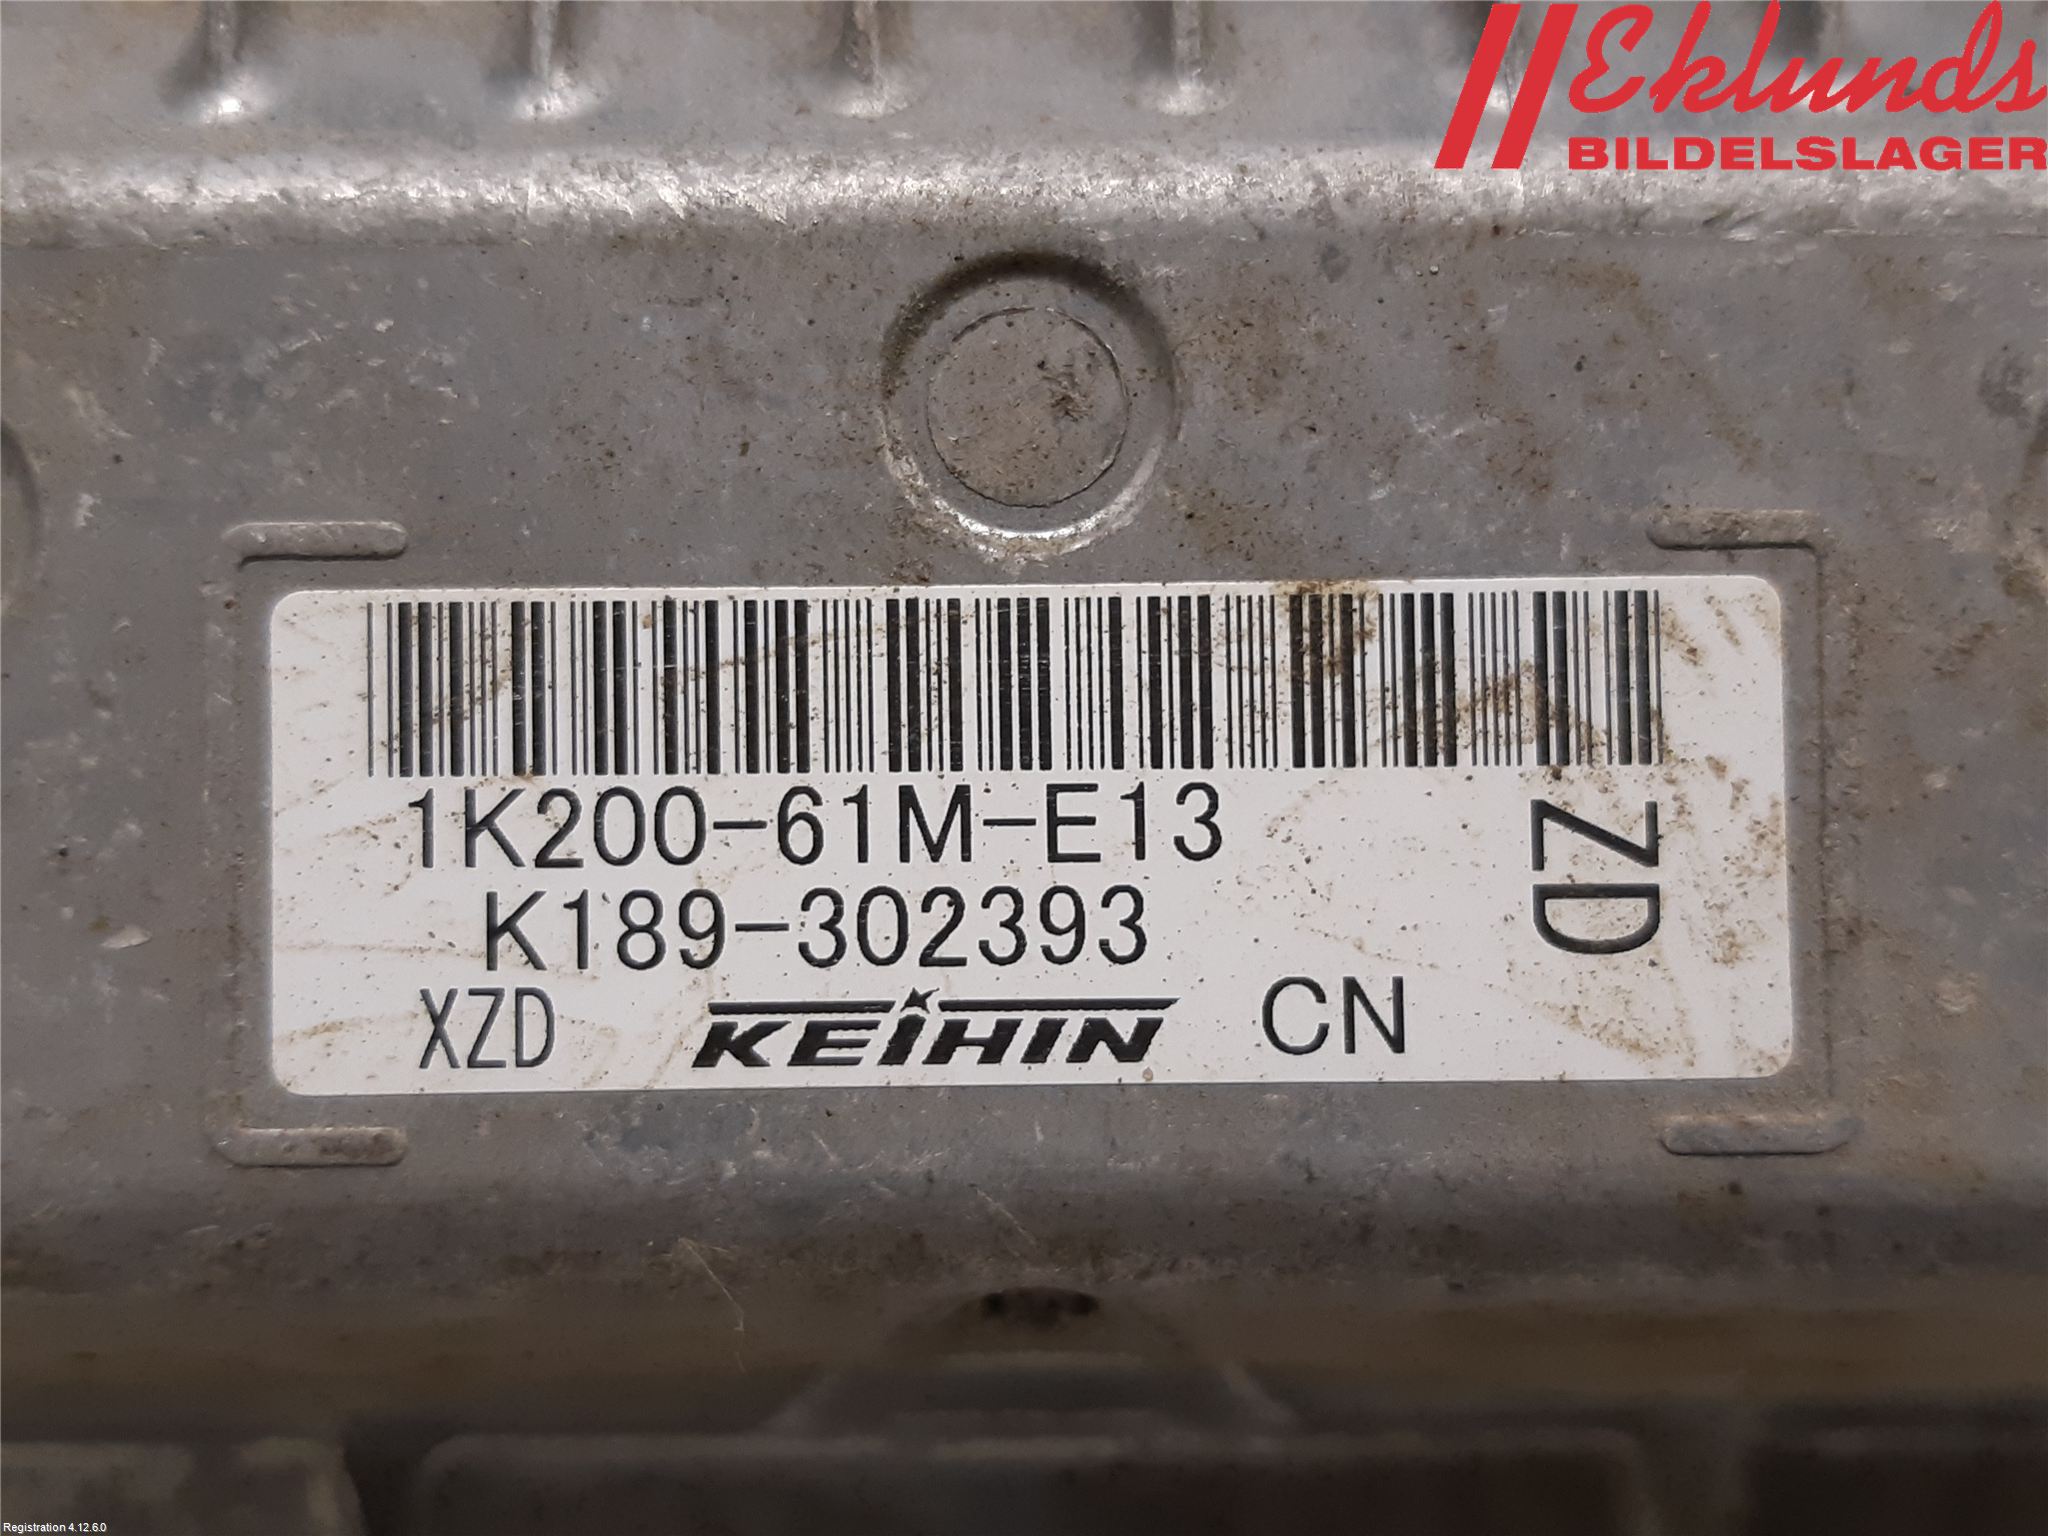 Eklunds
BILDELSLAGER
1K200-61M-E13
K189-302393
XZD KEIHIN CN
ZD
Registration 4.12.6.0